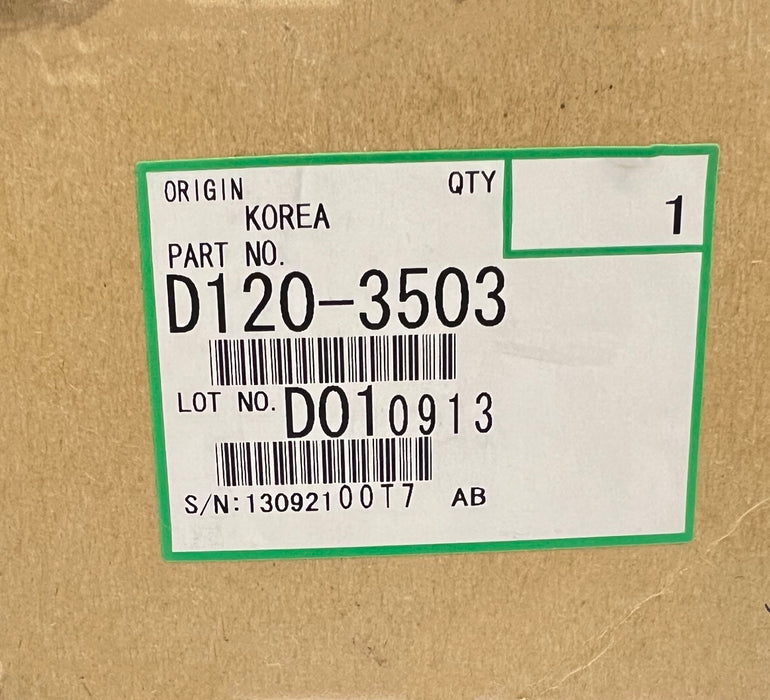 ORIGIN QTY
KOREA 1
PART NO.
D120-3503
LOT NO. D010913
S/N:13092100T7 AB